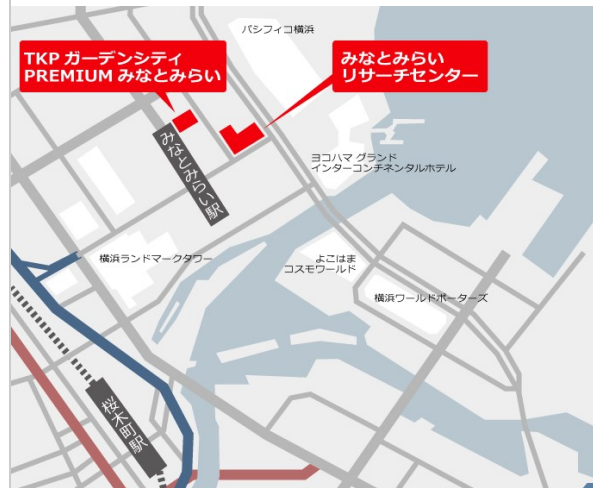 パシフィコ横浜
TKP ガーデンシティ
PREMIUM みなとみらい
みなとみらい
リサーチセンター
みなとみらい駅
ヨコハマ グランド
インターコンチネンタルホテル
横浜ランドマークタワー
よこはま
コスモワールド
横浜ワールドポーターズ
桜木町駅